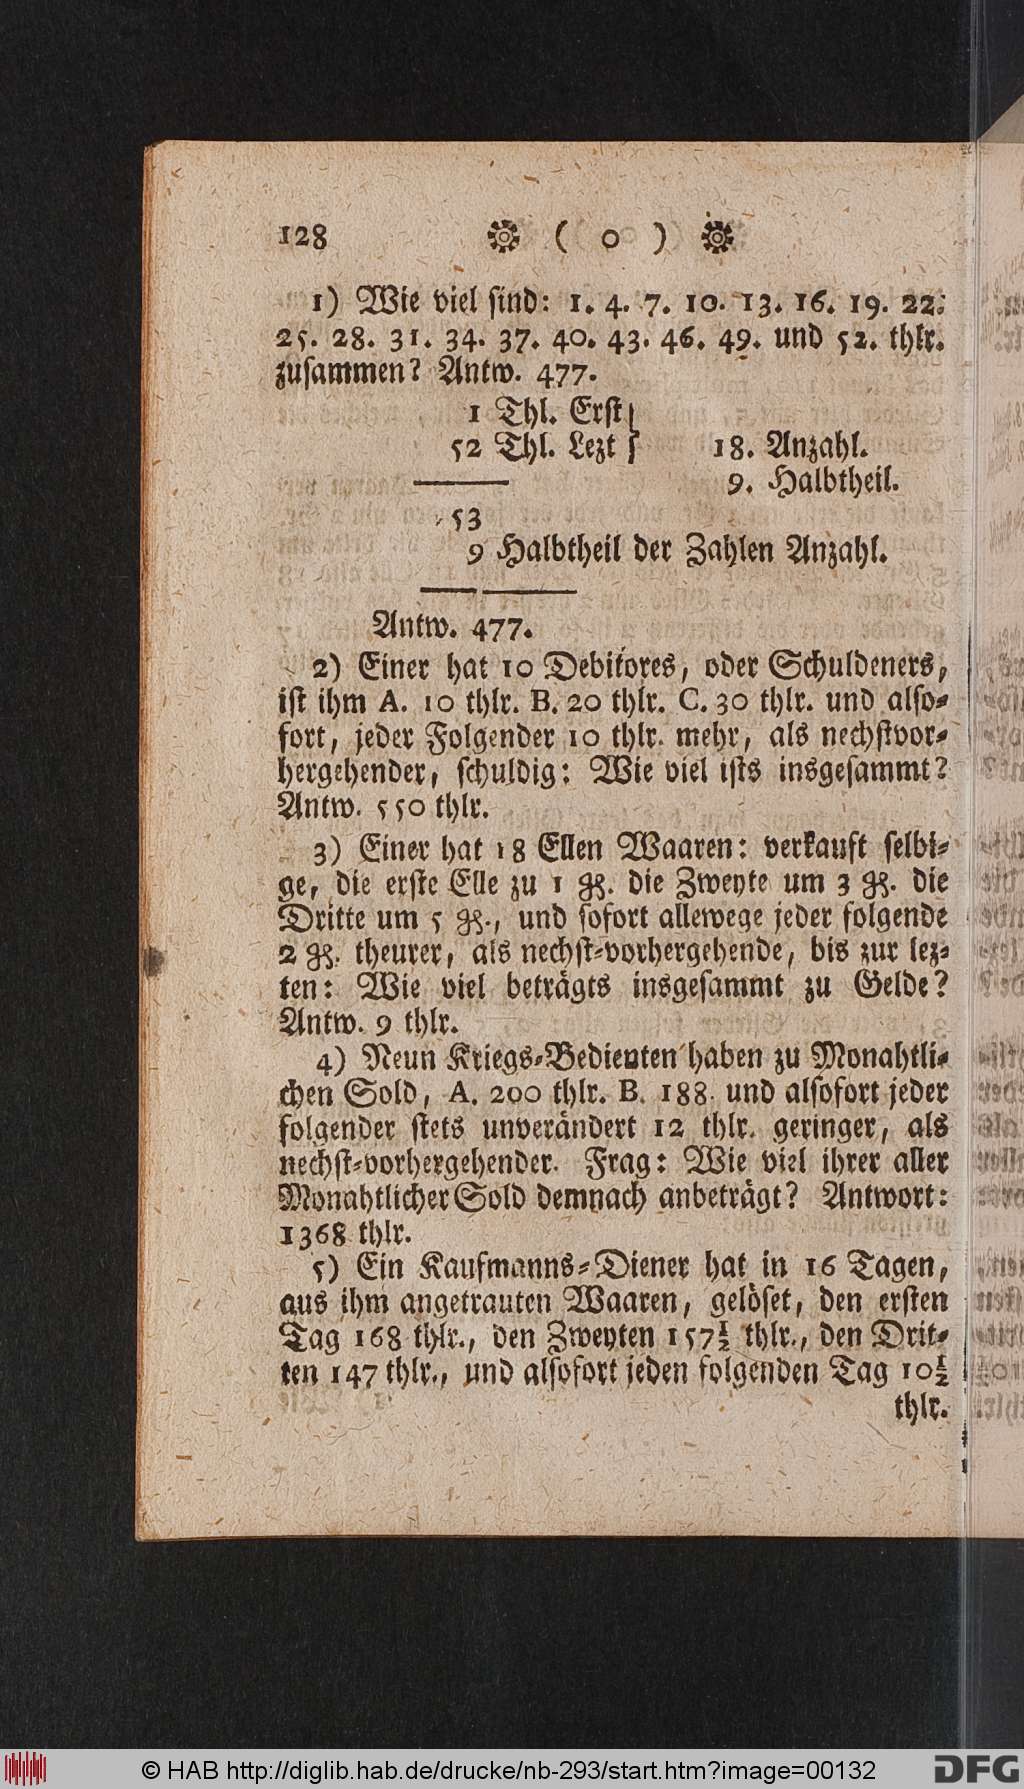 128 ( o )
1) Wie viel sind: 1. 4. 7. 10. 13. 16. 19. 22.
25. 28. 31. 34. 37. 40. 43. 46. 49. und 52. thlr.
zusammen? Antw. 477.
1 Thl. Erst }
52 Thl. Lezt } 18. Anzahl.
9. Halbtheil.
53
9 Halbtheil der Zahlen Anzahl.
Antw. 477.
2) Einer hat 10 Debitores, oder Schuldeners,
ist ihm A. 10 thlr. B. 20 thlr. C. 30 thlr. und also-
fort, jeder Folgender 10 thlr. mehr, als nechstvor-
hergehender, schuldig: Wie viel ists insgesammt?
Antw. 550 thlr.
3) Einer hat 18 Ellen Waaren: verkauft selbi-
ge, die erste Elle zu 1 gß. die Zweyte um 3 gß. die
Dritte um 5 gß., und sofort allewege jeder folgende
2 gß. theurer, als nechst-vorhergehende, bis zur lez-
ten: Wie viel beträgts insgesammt zu Gelde?
Antw. 9 thlr.
4) Neun Kriegs-Bedienten haben zu Monahtli-
chen Sold, A. 200 thlr. B. 188 und alsofort jeder
folgender stets unverändert 12 thlr. geringer, als
nechst-vorhergehender. Frag: Wie viel ihrer aller
Monahtlicher Sold demnach anbeträgt? Antwort:
1368 thlr.
5) Ein Kaufmanns-Diener hat in 16 Tagen,
aus ihm angetrauten Waaren, gelöset, den ersten
Tag 168 thlr., den Zweyten 157½ thlr., den Drit-
ten 147 thlr., und alsofort jeden folgenden Tag 10½
thlr.
© HAB http://diglib.hab.de/drucke/nb-293/start.htm?image=00132
DFG